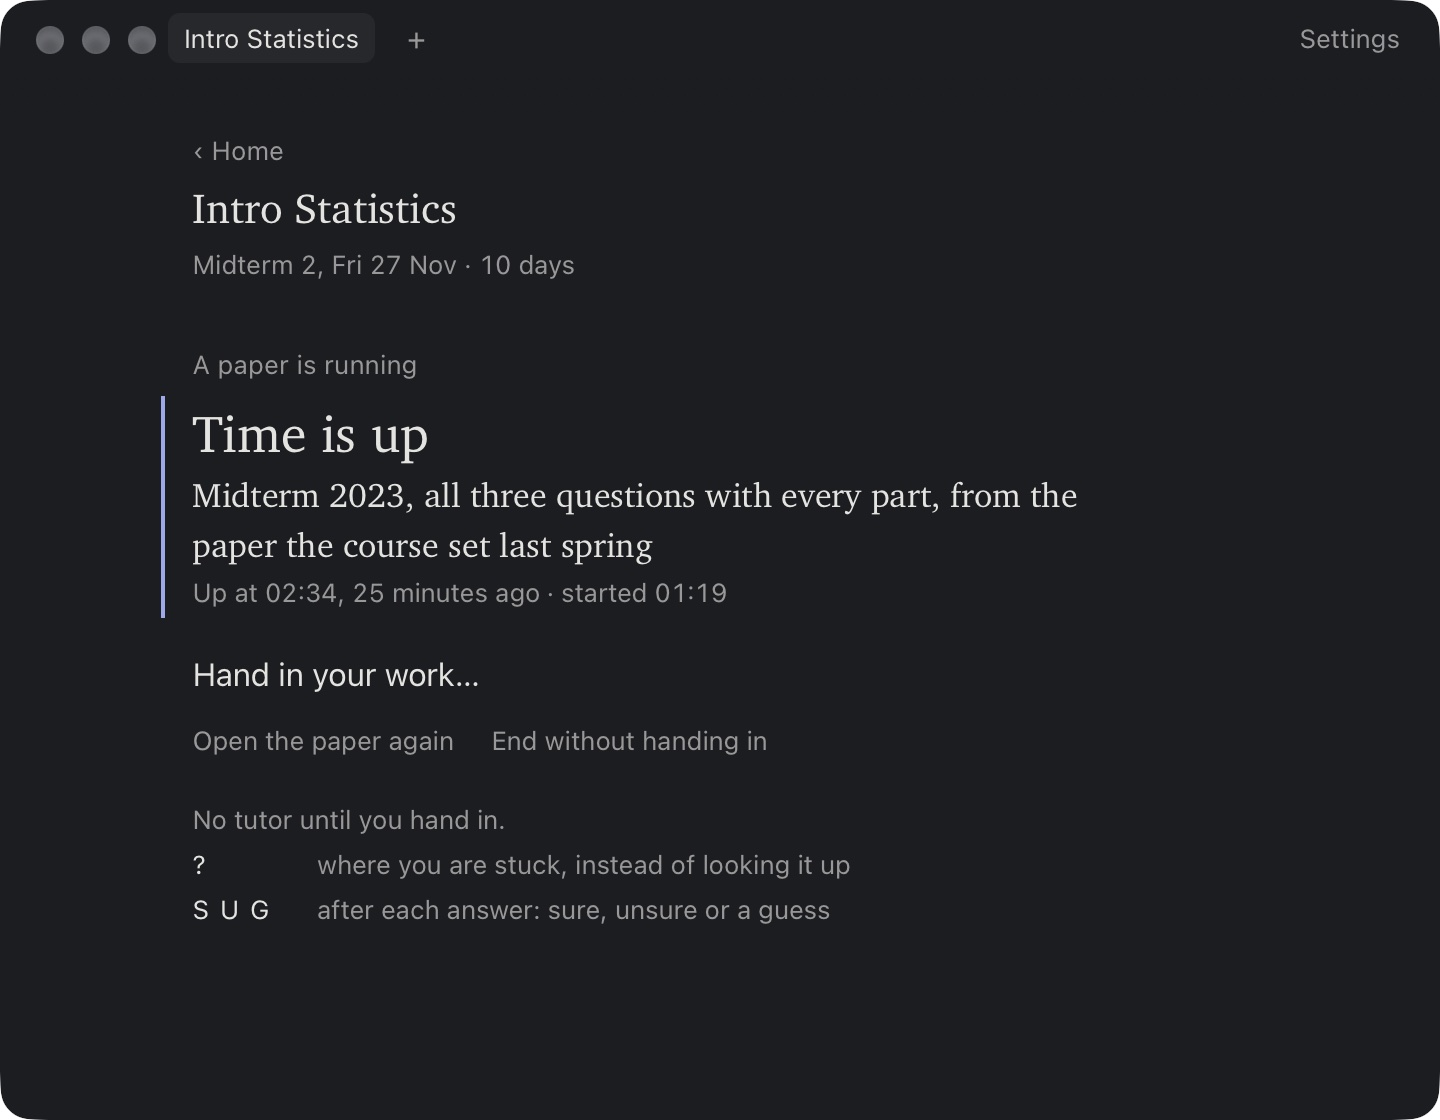 Intro Statistics
+
Settings
‹ Home
Intro Statistics
Midterm 2, Fri 27 Nov · 10 days
A paper is running
Time is up
Midterm 2023, all three questions with every part, from the
paper the course set last spring
Up at 02:34, 25 minutes ago · started 01:19
Hand in your work...
Open the paper again End without handing in
No tutor until you hand in.
? where you are stuck, instead of looking it up
S U G after each answer: sure, unsure or a guess